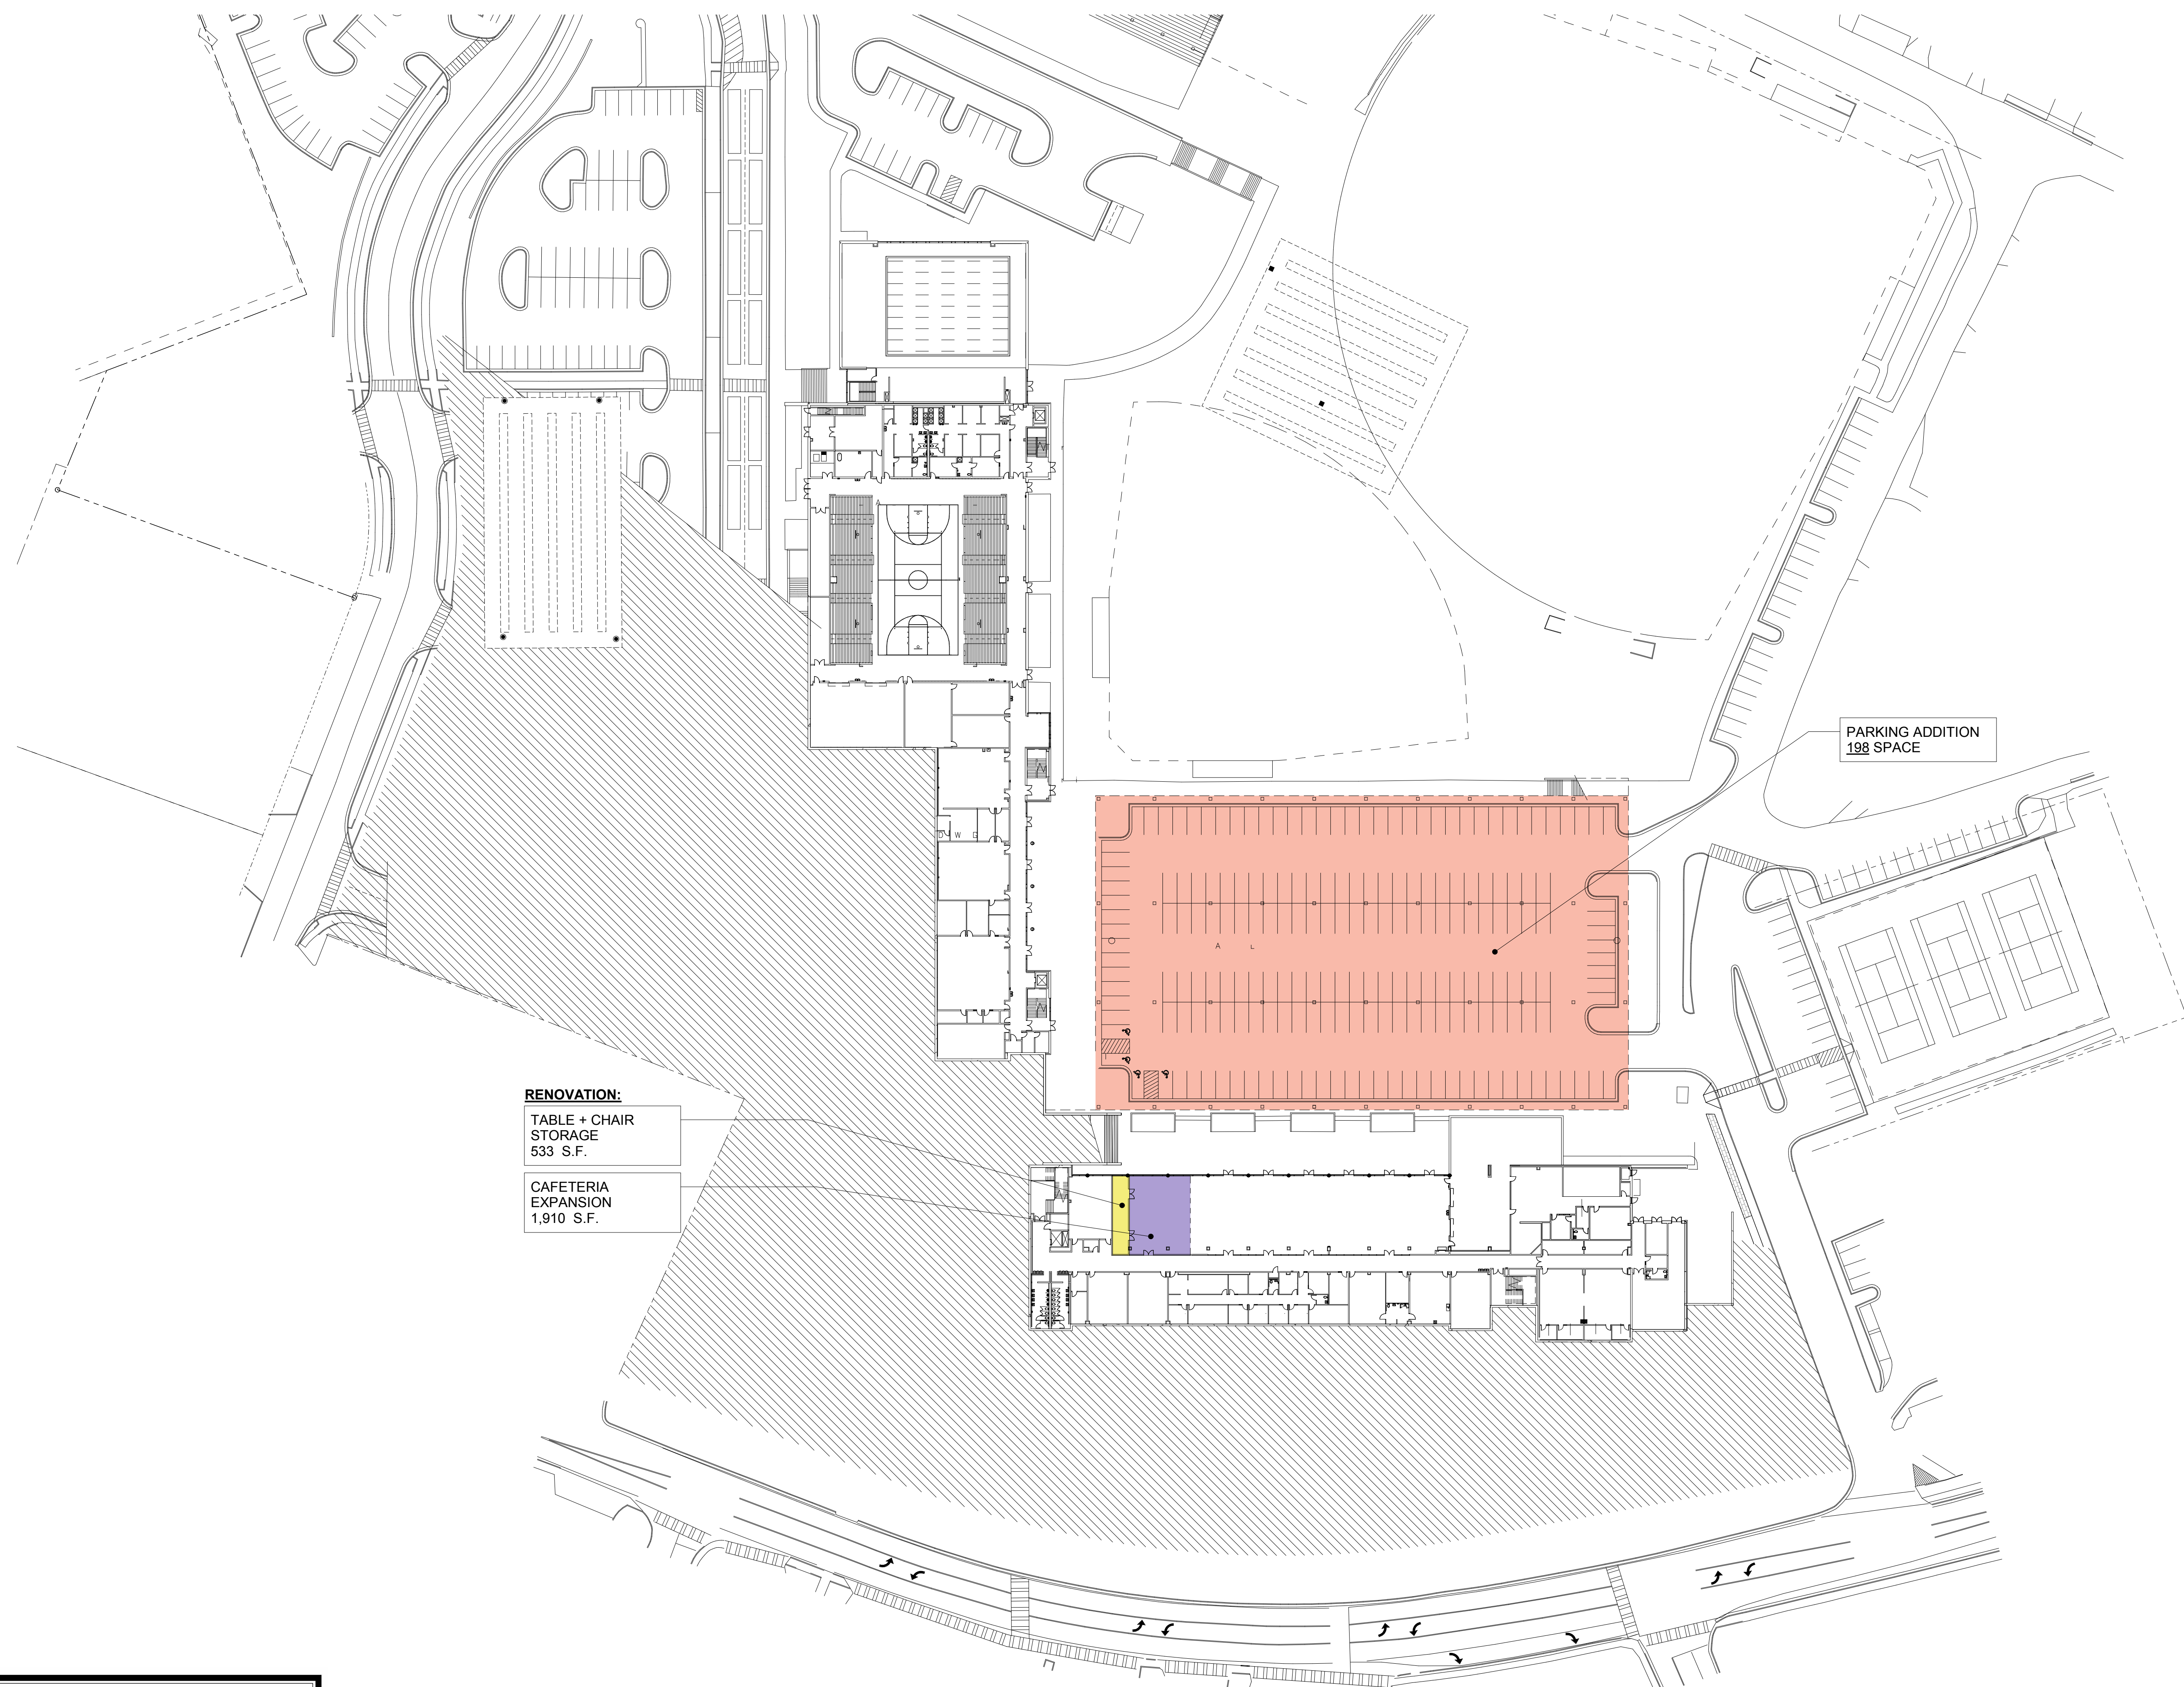 PARKING ADDITION
198 SPACE
D W
A L
RENOVATION:
TABLE + CHAIR
STORAGE
533 S.F.
CAFETERIA
EXPANSION
1,910 S.F.